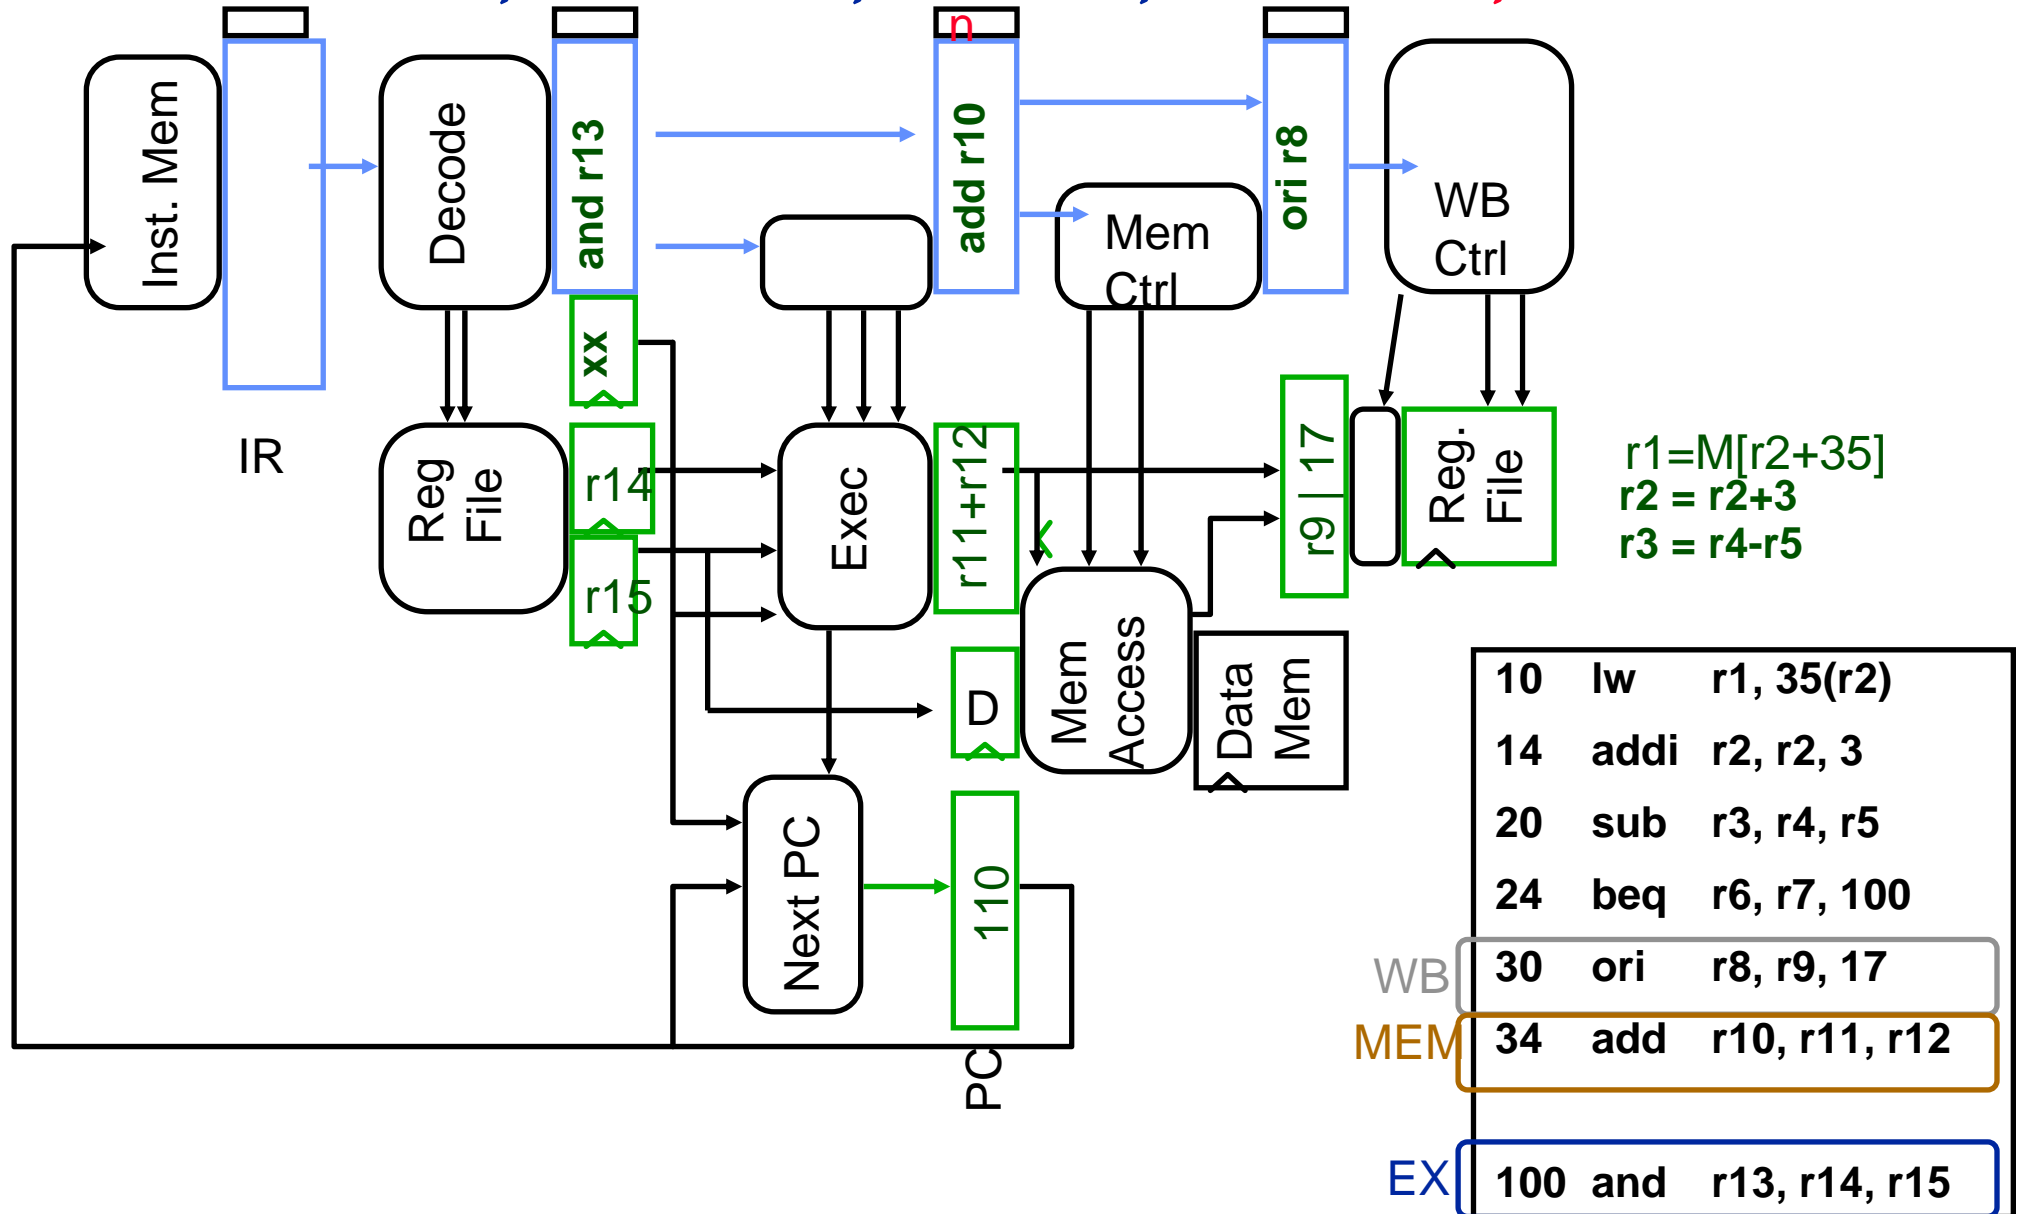 n
Inst. Mem
Decode
and r13
add r10
ori r8
Mem
Ctrl
WB
Ctrl
xx
IR
Reg
File
r14
r15
Exec
r11+r12
r9 | 17
Reg.
File
r1=M[r2+35]
r2 = r2+3
r3 = r4-r5
D
Mem
Access
Data
Mem
Next PC
110
PC
10 lw r1, 35(r2)
14 addi r2, r2, 3
20 sub r3, r4, r5
24 beq r6, r7, 100
WB 30 ori r8, r9, 17
MEM 34 add r10, r11, r12
EX 100 and r13, r14, r15